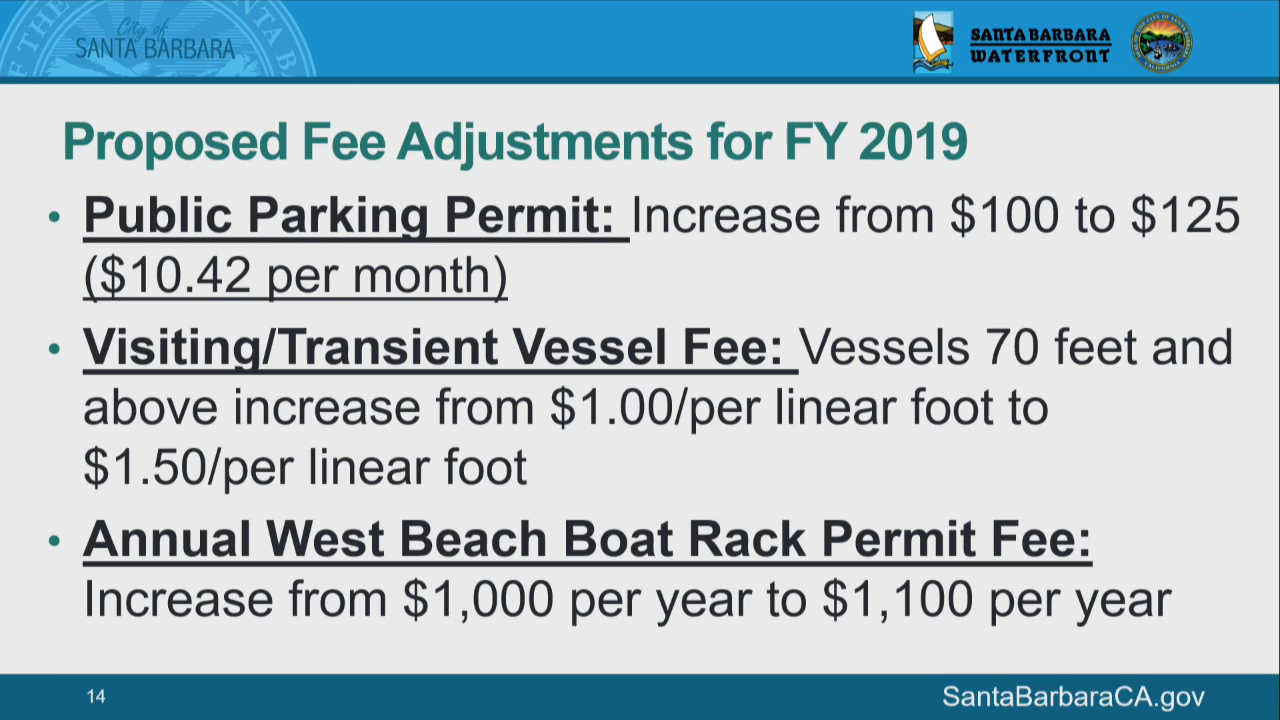 City of
SANTA BARBARA
SANTA BARBARA
WATERFRONT
Proposed Fee Adjustments for FY 2019
• Public Parking Permit: Increase from $100 to $125
($10.42 per month)
• Visiting/Transient Vessel Fee: Vessels 70 feet and
above increase from $1.00/per linear foot to
$1.50/per linear foot
• Annual West Beach Boat Rack Permit Fee:
Increase from $1,000 per year to $1,100 per year
14
SantaBarbaraCA.gov